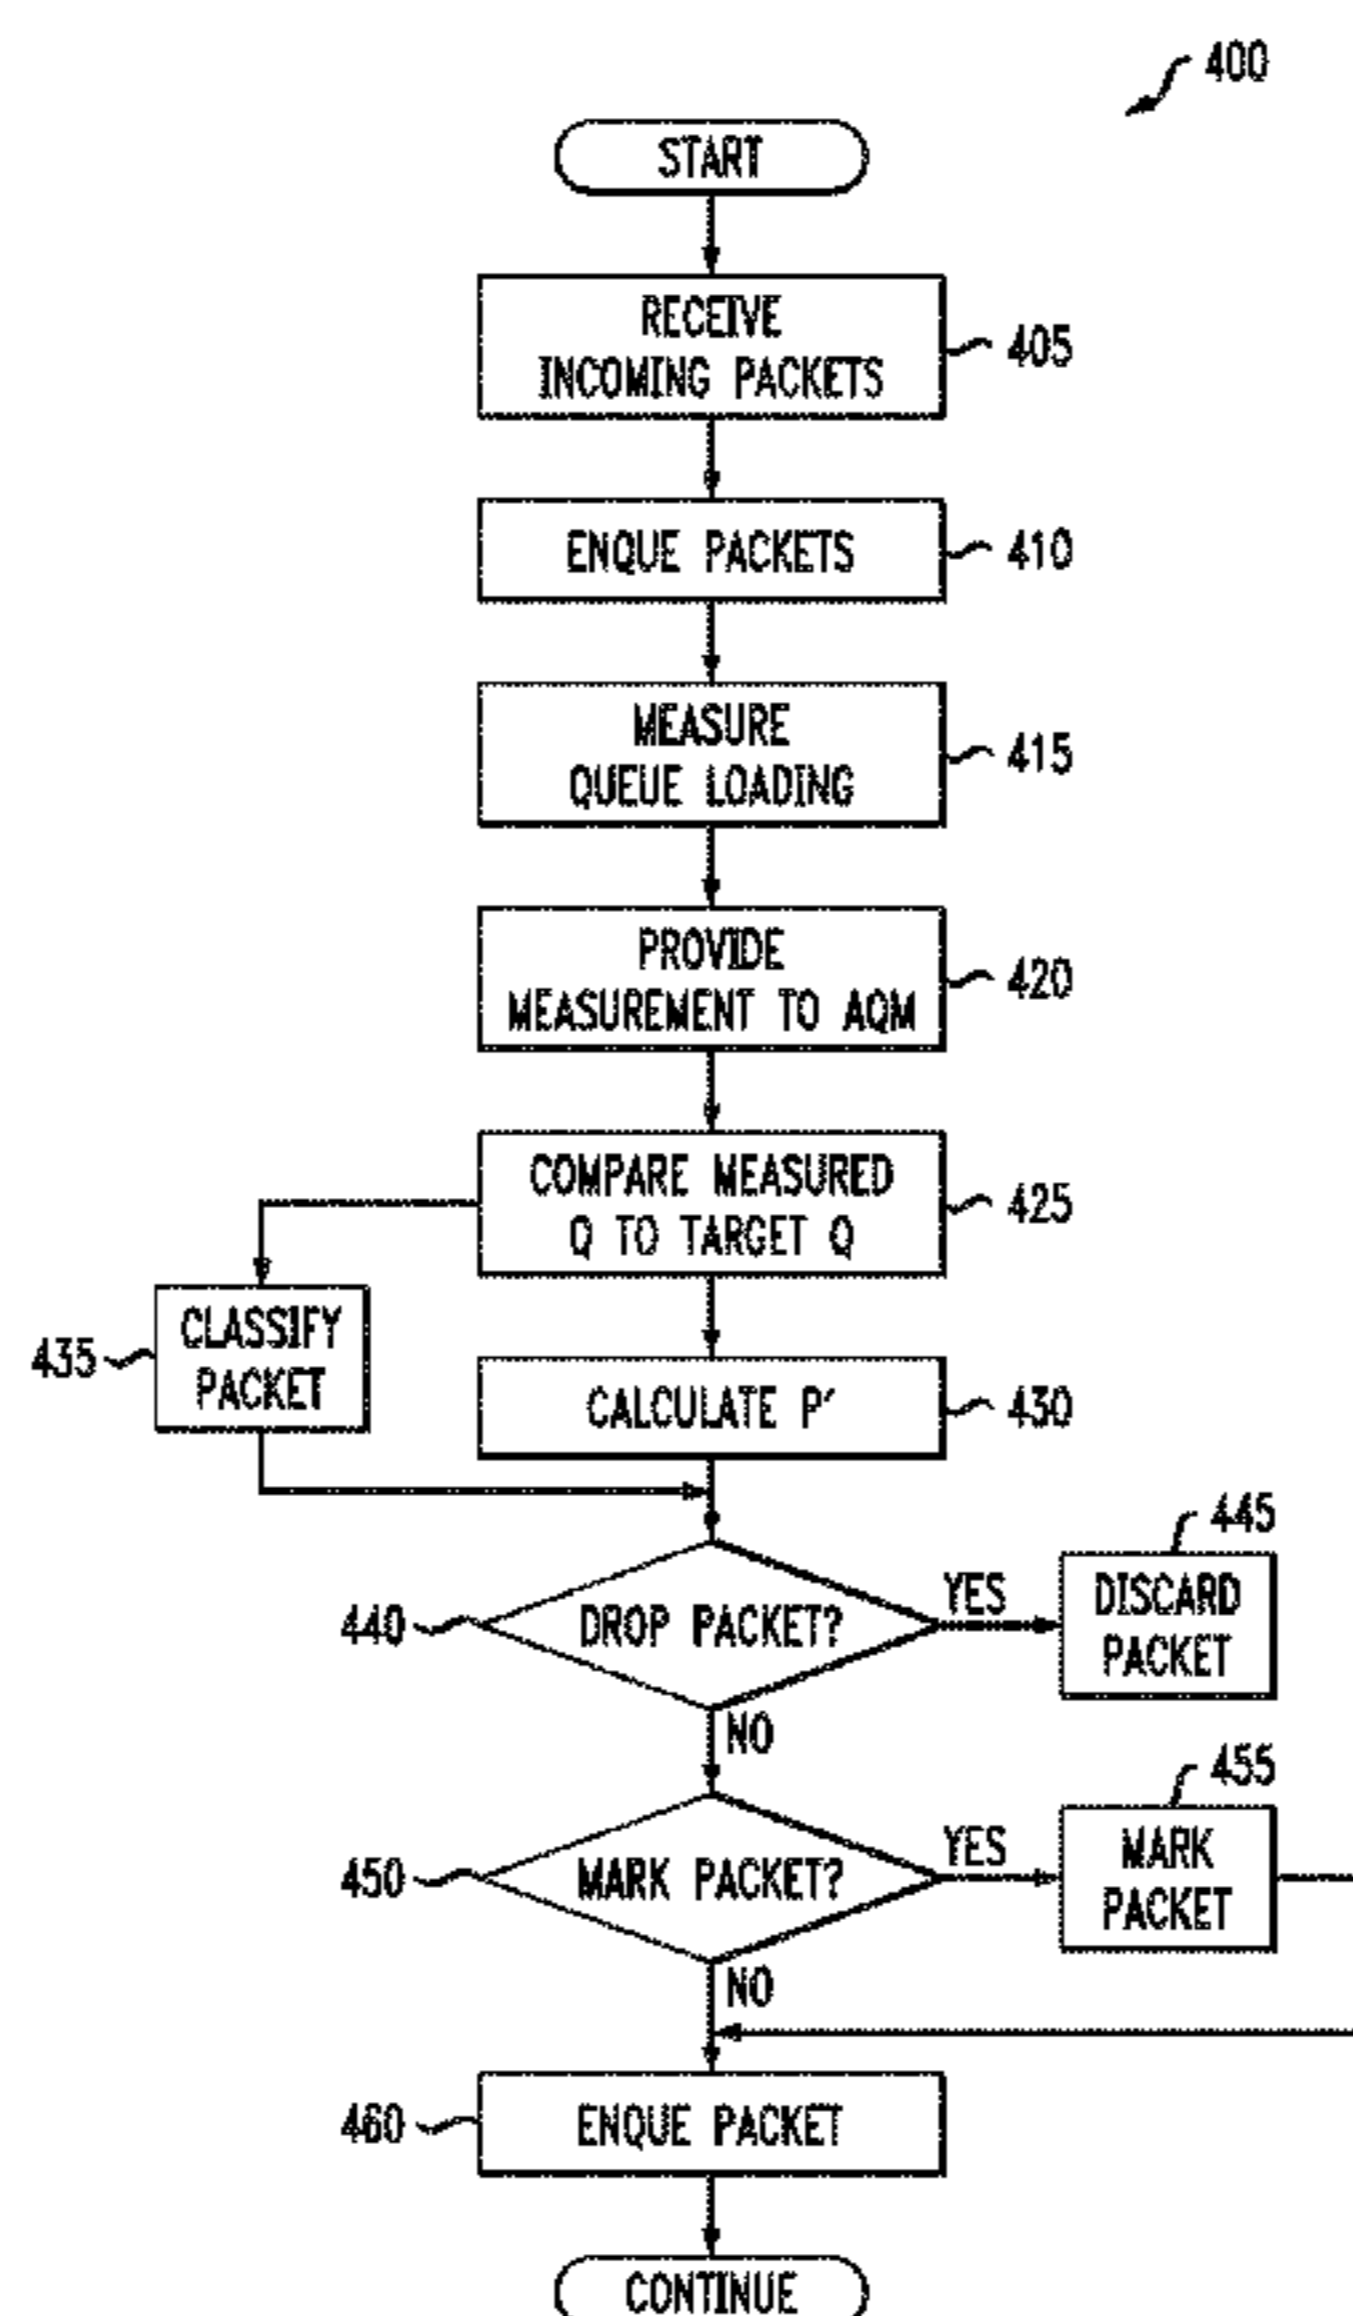 400
START
RECEIVE
INCOMING PACKETS
405
ENQUE PACKETS
410
MEASURE
QUEUE LOADING
415
PROVIDE
MEASUREMENT TO AQM
420
COMPARE MEASURED
Q TO TARGET Q
425
435
CLASSIFY
PACKET
CALCULATE P'
430
440
DROP PACKET?
YES
445
DISCARD
PACKET
NO
450
MARK PACKET?
YES
455
MARK
PACKET
NO
460
ENQUE PACKET
CONTINUE